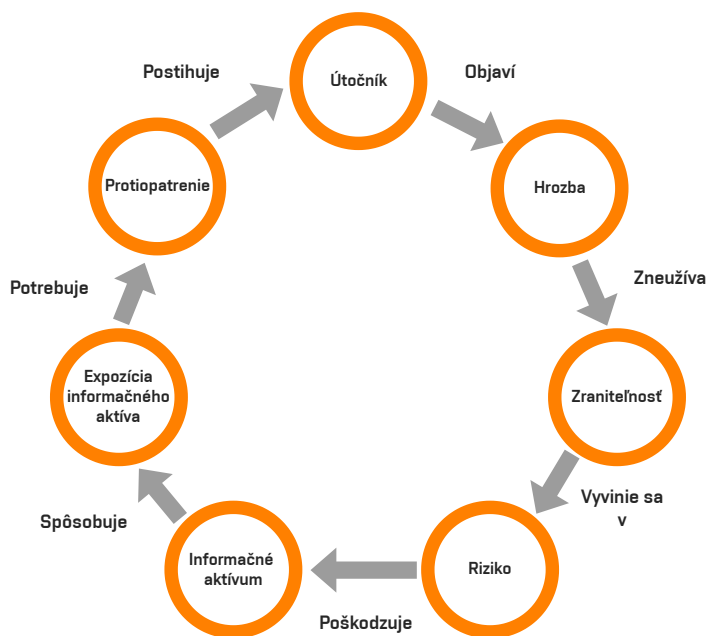 Postihuje
Útočník
Objaví
Protiopatrenie
Hrozba
Potrebuje
Zneužíva
Expozícia
informačného
aktíva
Zraniteľnosť
Spôsobuje
Vyvinie sa
v
Informačné
aktívum
Riziko
Poškodzuje